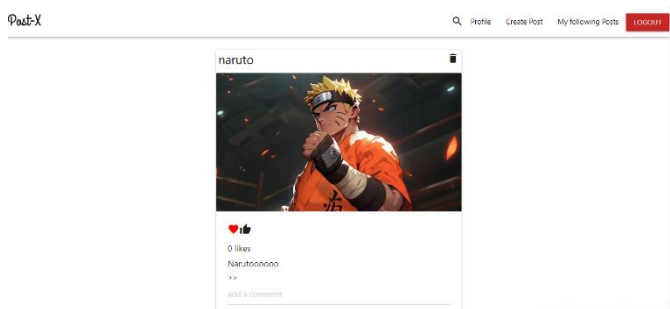 Post-X
Profile Create Post My following Posts LOGOUT
naruto
0 likes
Narutoooooo
>>
add a comment